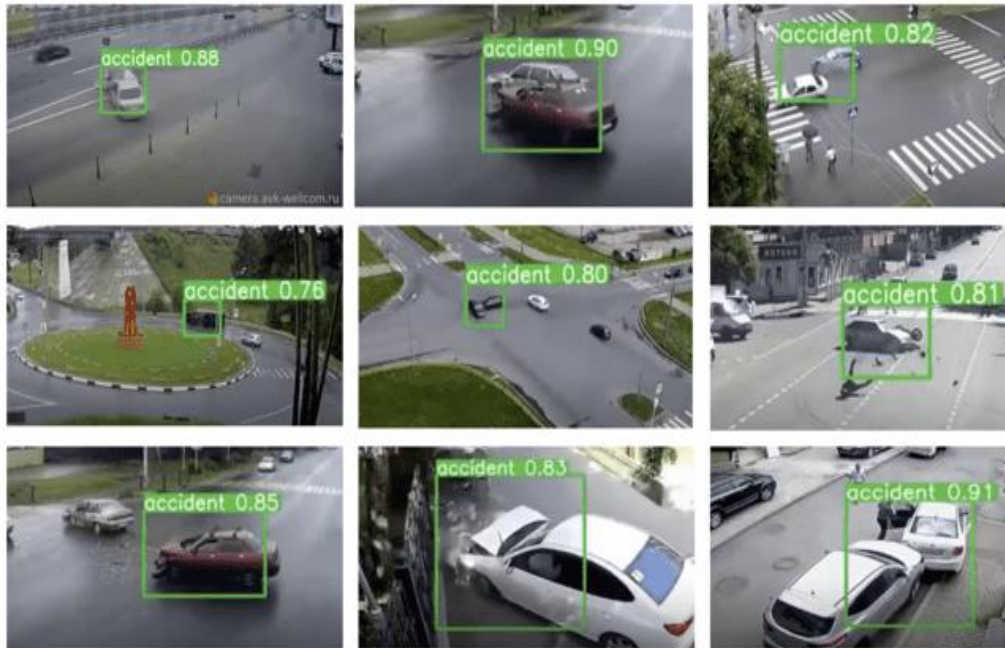 accident 0.88
camera.avk-wellcom.ru
accident 0.90
accident 0.82
accident 0.76
accident 0.80
accident 0.81
accident 0.85
accident 0.83
accident 0.91